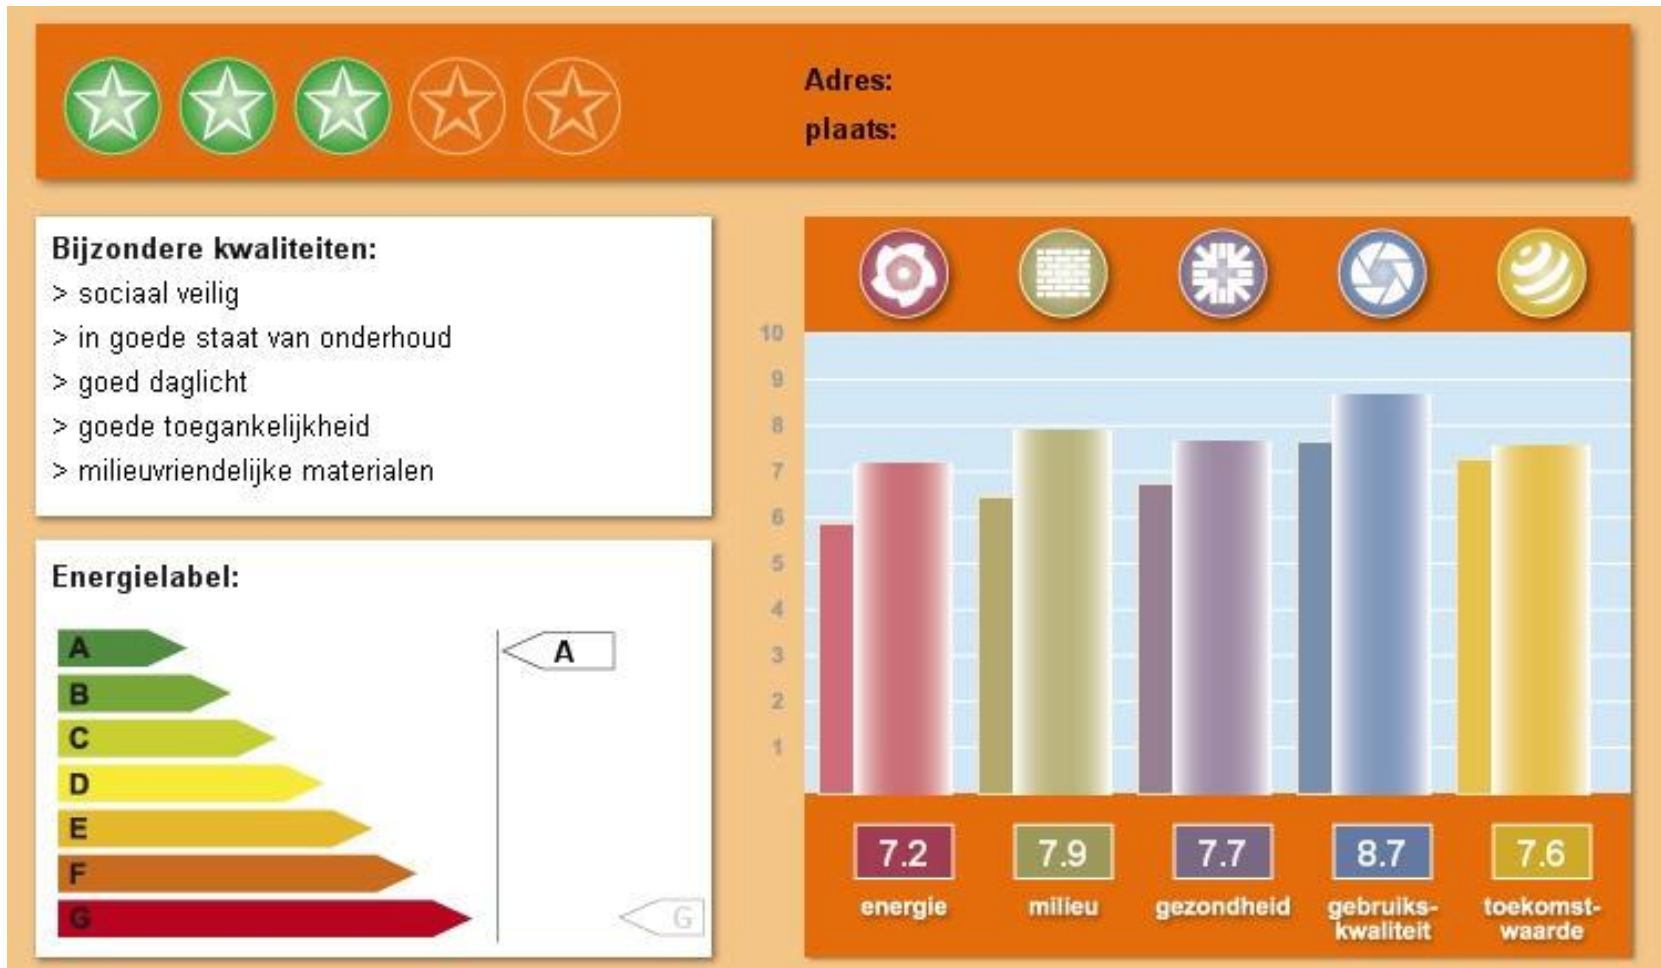 Adres:
plaats:
Bijzondere kwaliteiten:
> sociaal veilig
> in goede staat van onderhoud
> goed daglicht
> goede toegankelijkheid
> milieuvriendelijke materialen
Energielabel:
A
B
C
D
E
F
G
A
G
10
9
8
7
6
5
4
3
2
1
7.2
7.9
7.7
8.7
7.6
energie
milieu
gezondheid
gebruiks-
kwaliteit
toekomst-
waarde